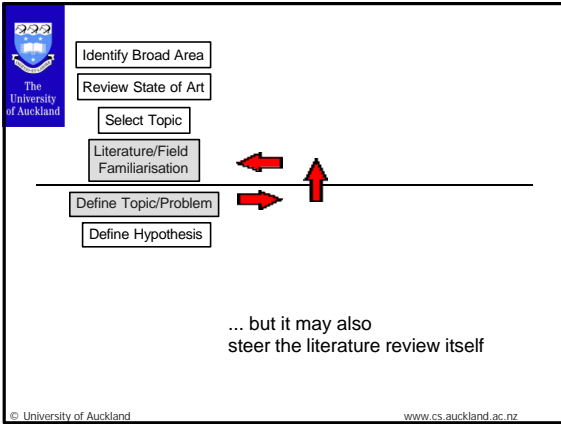 The
University
of Auckland
Identify Broad Area
Review State of Art
Select Topic
Literature/Field
Familiarisation
Define Topic/Problem
Define Hypothesis
... but it may also
steer the literature review itself
© University of Auckland
www.cs.auckland.ac.nz